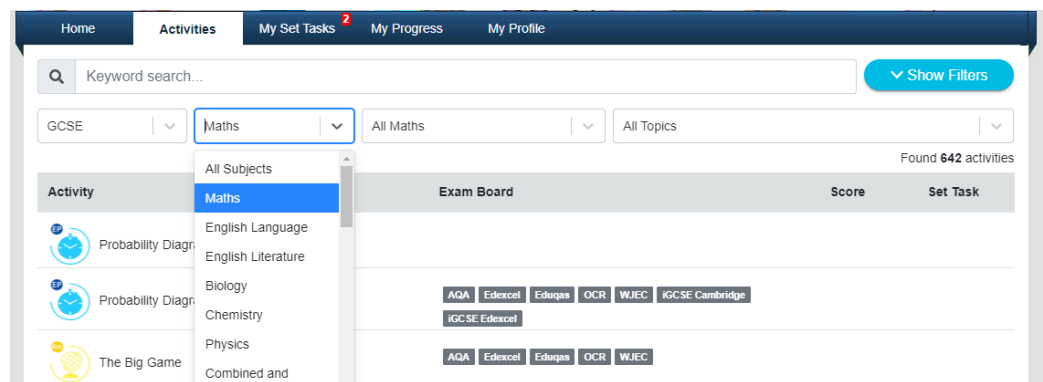 Home Activities My Set Tasks 2 My Progress My Profile
Keyword search... Show Filters
GCSE Maths All Maths All Topics
Found 642 activities
All Subjects
Activity Exam Board Score Set Task
Maths
English Language
EP
Probability Diagr
English Literature
Biology
EP
Probability Diagr AQA Edexcel Eduqas OCR WJEC iGCSE Cambridge
Chemistry
iGCSE Edexcel
Physics
The Big Game AQA Edexcel Eduqas OCR WJEC
Combined and